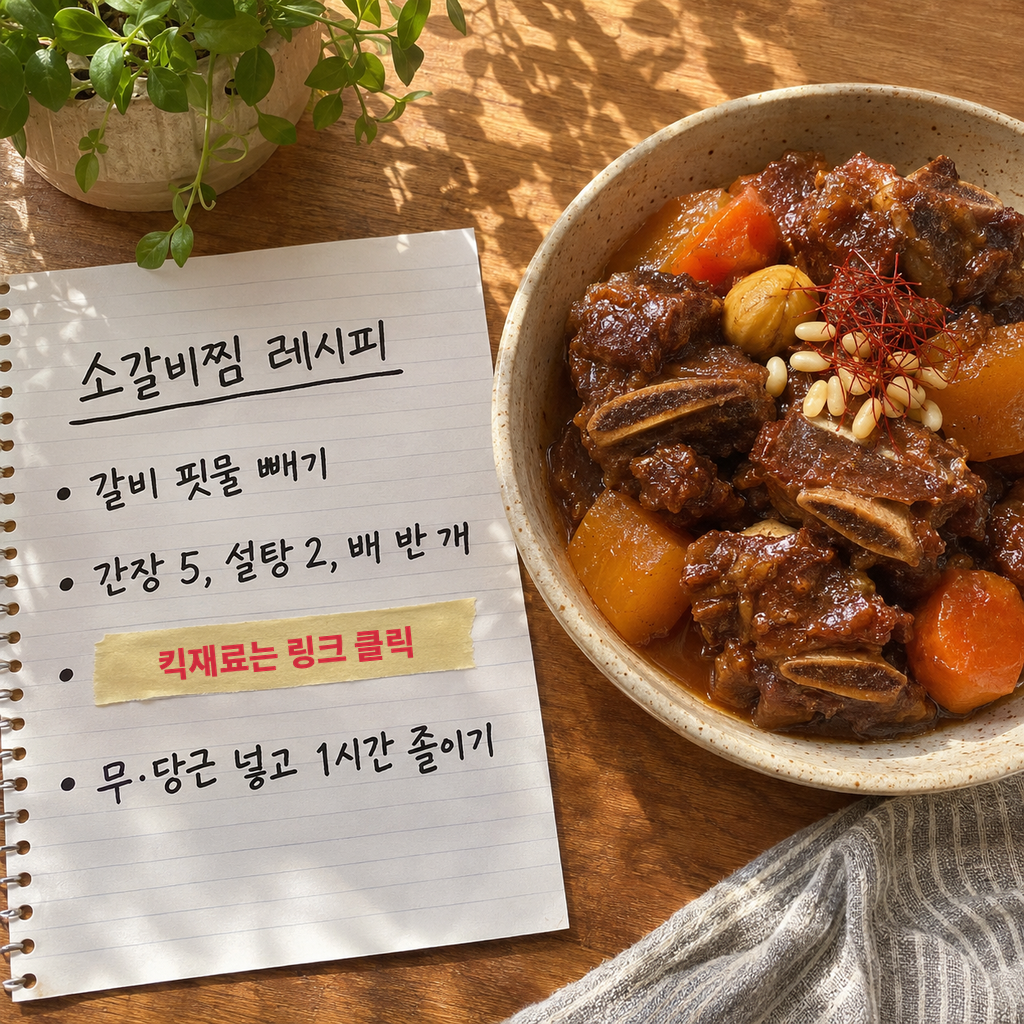 소갈비찜 레시피
• 갈비 핏물 빼기
• 간장 5, 설탕 2, 배 반 개
• 킥재료는 링크 클릭
• 무·당근 넣고 1시간 졸이기